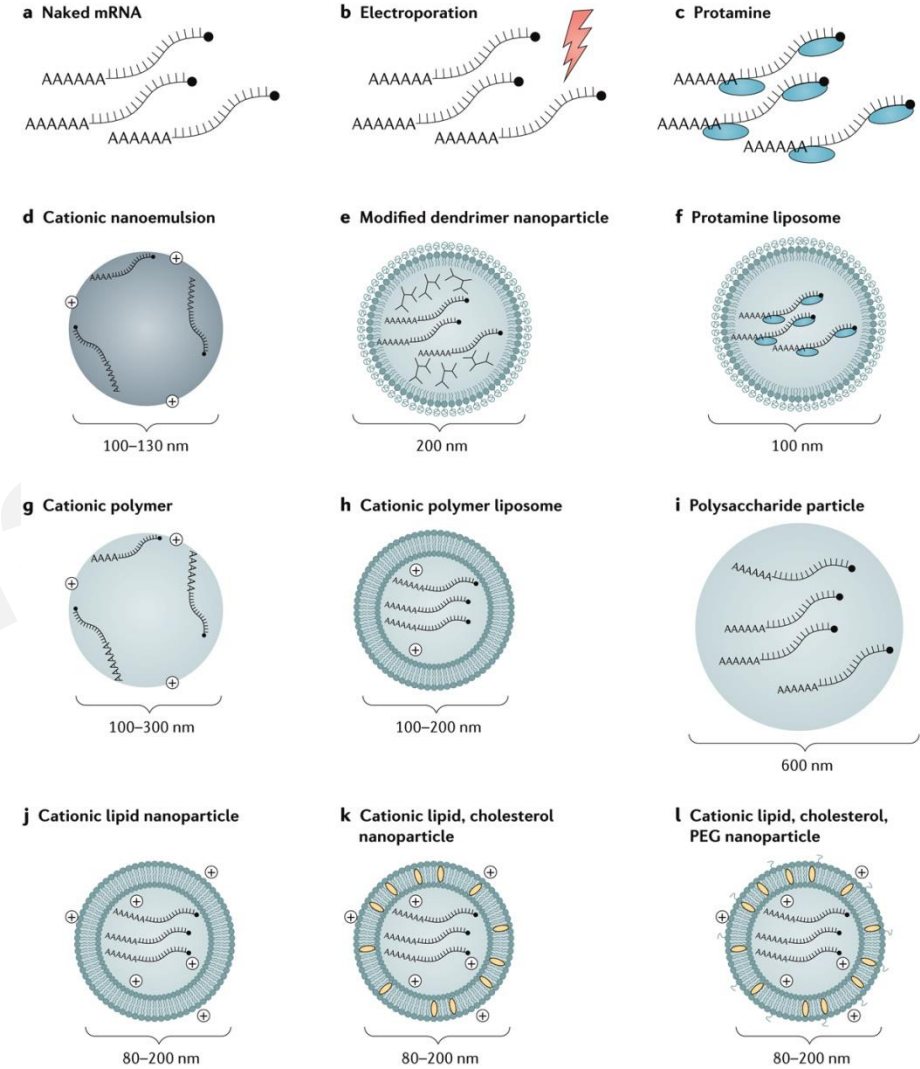 a Naked mRNA
b Electroporation
c Protamine
AAAAAA
AAAAAA
AAAAAA
AAAAAA
AAAAAA
AAAAAA
AAAAAA
AAAAAA
AAAAAA
d Cationic nanoemulsion
e Modified dendrimer nanoparticle
f Protamine liposome
100–130 nm
200 nm
100 nm
g Cationic polymer
h Cationic polymer liposome
i Polysaccharide particle
AAAAA
AAAAAA
AAAAAA
AAAAAA
100–300 nm
100–200 nm
600 nm
j Cationic lipid nanoparticle
k Cationic lipid, cholesterol
nanoparticle
l Cationic lipid, cholesterol,
PEG nanoparticle
80–200 nm
80–200 nm
80–200 nm